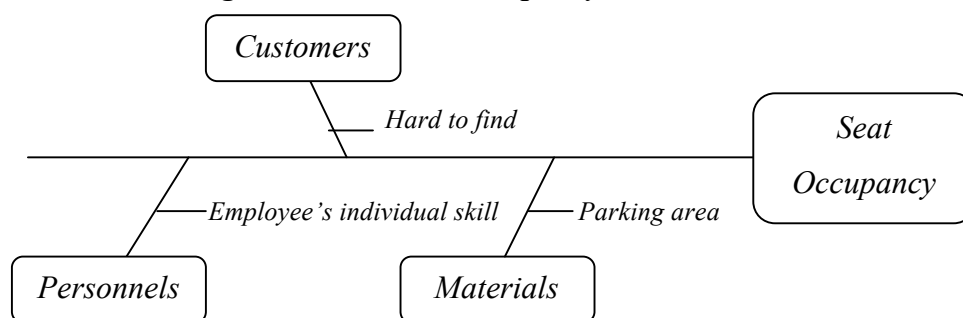 Customers
Hard to find
Seat
Occupancy
Employee’s individual skill
Parking area
Personnels
Materials